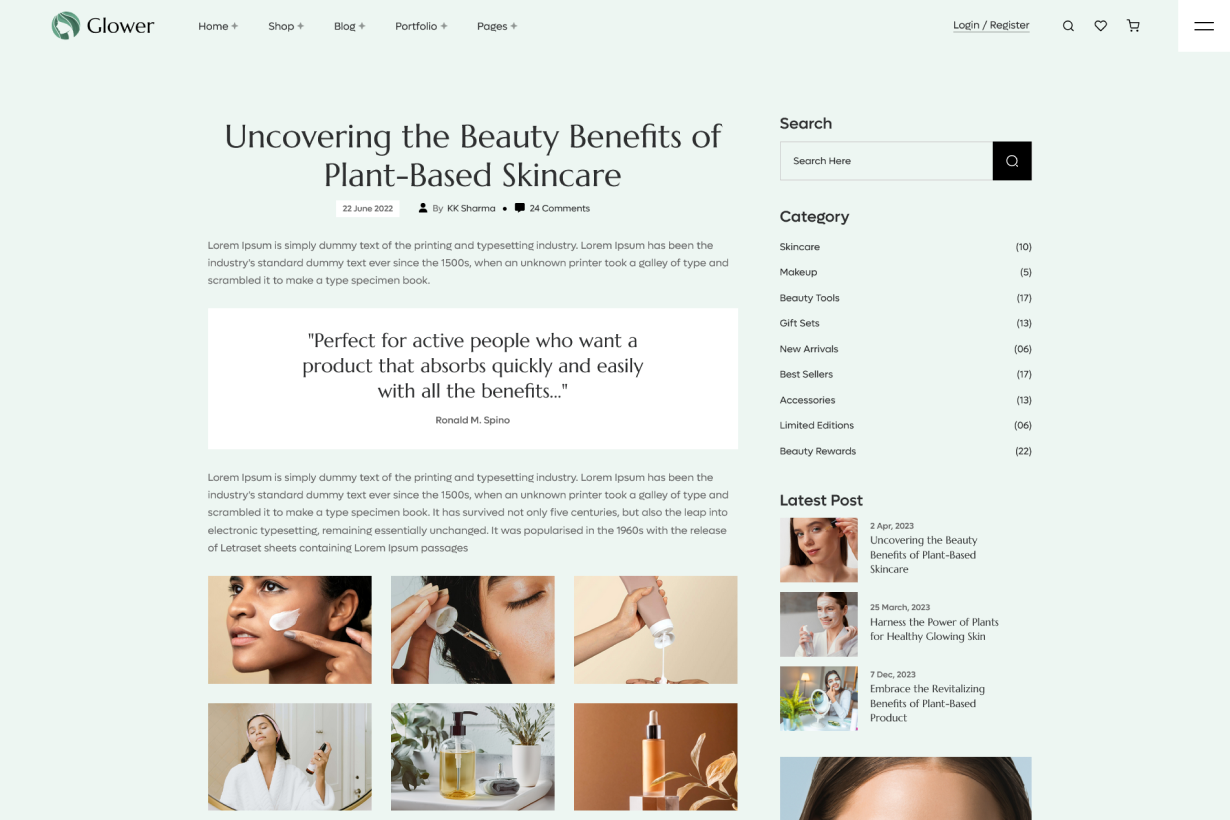 Glower
Home +
Shop +
Blog +
Portfolio +
Pages +
Login / Register
Uncovering the Beauty Benefits of
Plant-Based Skincare
22 June 2022
By KK Sharma • 24 Comments
Lorem Ipsum is simply dummy text of the printing and typesetting industry. Lorem Ipsum has been the
industry's standard dummy text ever since the 1500s, when an unknown printer took a galley of type and
scrambled it to make a type specimen book.
"Perfect for active people who want a
product that absorbs quickly and easily
with all the benefits..."
Ronald M. Spino
Lorem Ipsum is simply dummy text of the printing and typesetting industry. Lorem Ipsum has been the
industry's standard dummy text ever since the 1500s, when an unknown printer took a galley of type and
scrambled it to make a type specimen book. It has survived not only five centuries, but also the leap into
electronic typesetting, remaining essentially unchanged. It was popularised in the 1960s with the release
of Letraset sheets containing Lorem Ipsum passages
Search
Search Here
Category
Skincare (10)
Makeup (5)
Beauty Tools (17)
Gift Sets (13)
New Arrivals (06)
Best Sellers (17)
Accessories (13)
Limited Editions (06)
Beauty Rewards (22)
Latest Post
2 Apr, 2023
Uncovering the Beauty
Benefits of Plant-Based
Skincare
25 March, 2023
Harness the Power of Plants
for Healthy Glowing Skin
7 Dec, 2023
Embrace the Revitalizing
Benefits of Plant-Based
Product